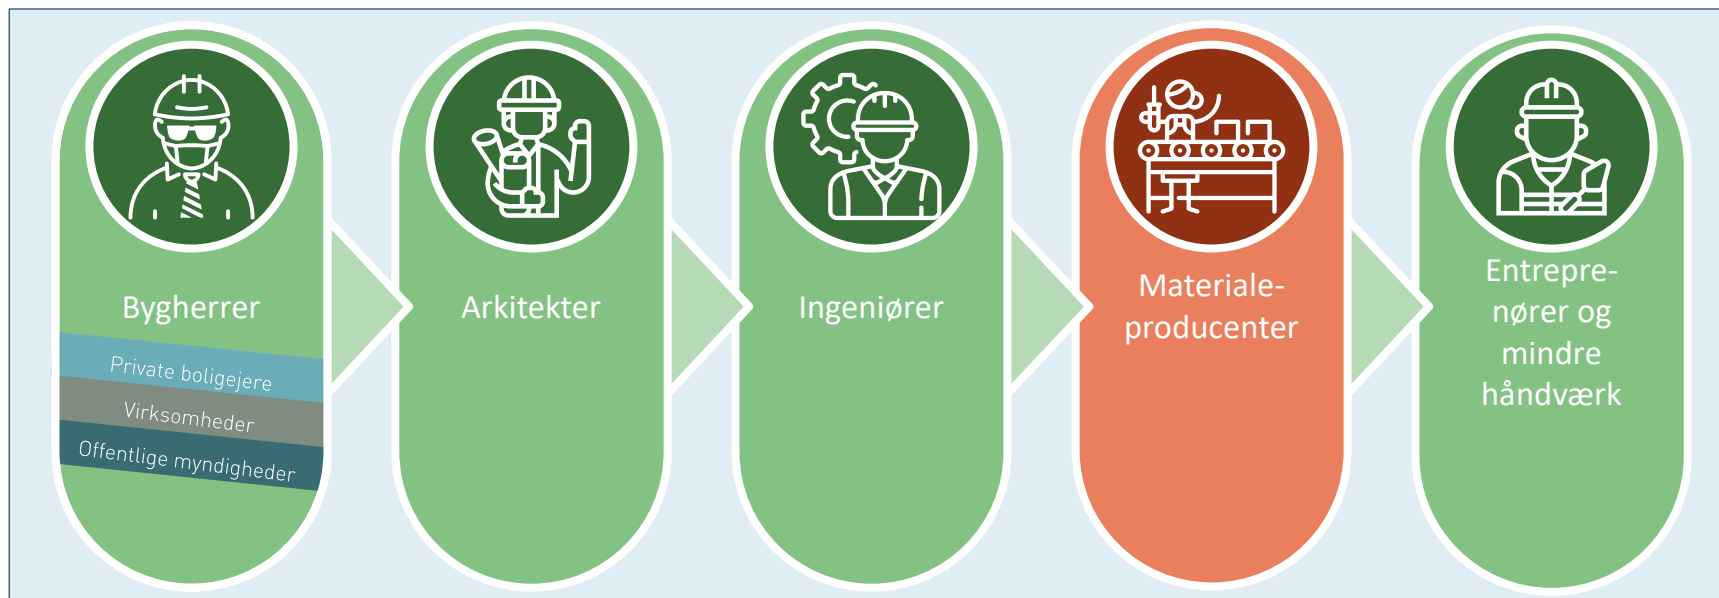 Bygherrer
Private boligejere
Virksomheder
Offentlige myndigheder
Arkitekter
Ingeniører
Materiale-
producenter
Entrepre-
nører og
mindre
håndværk